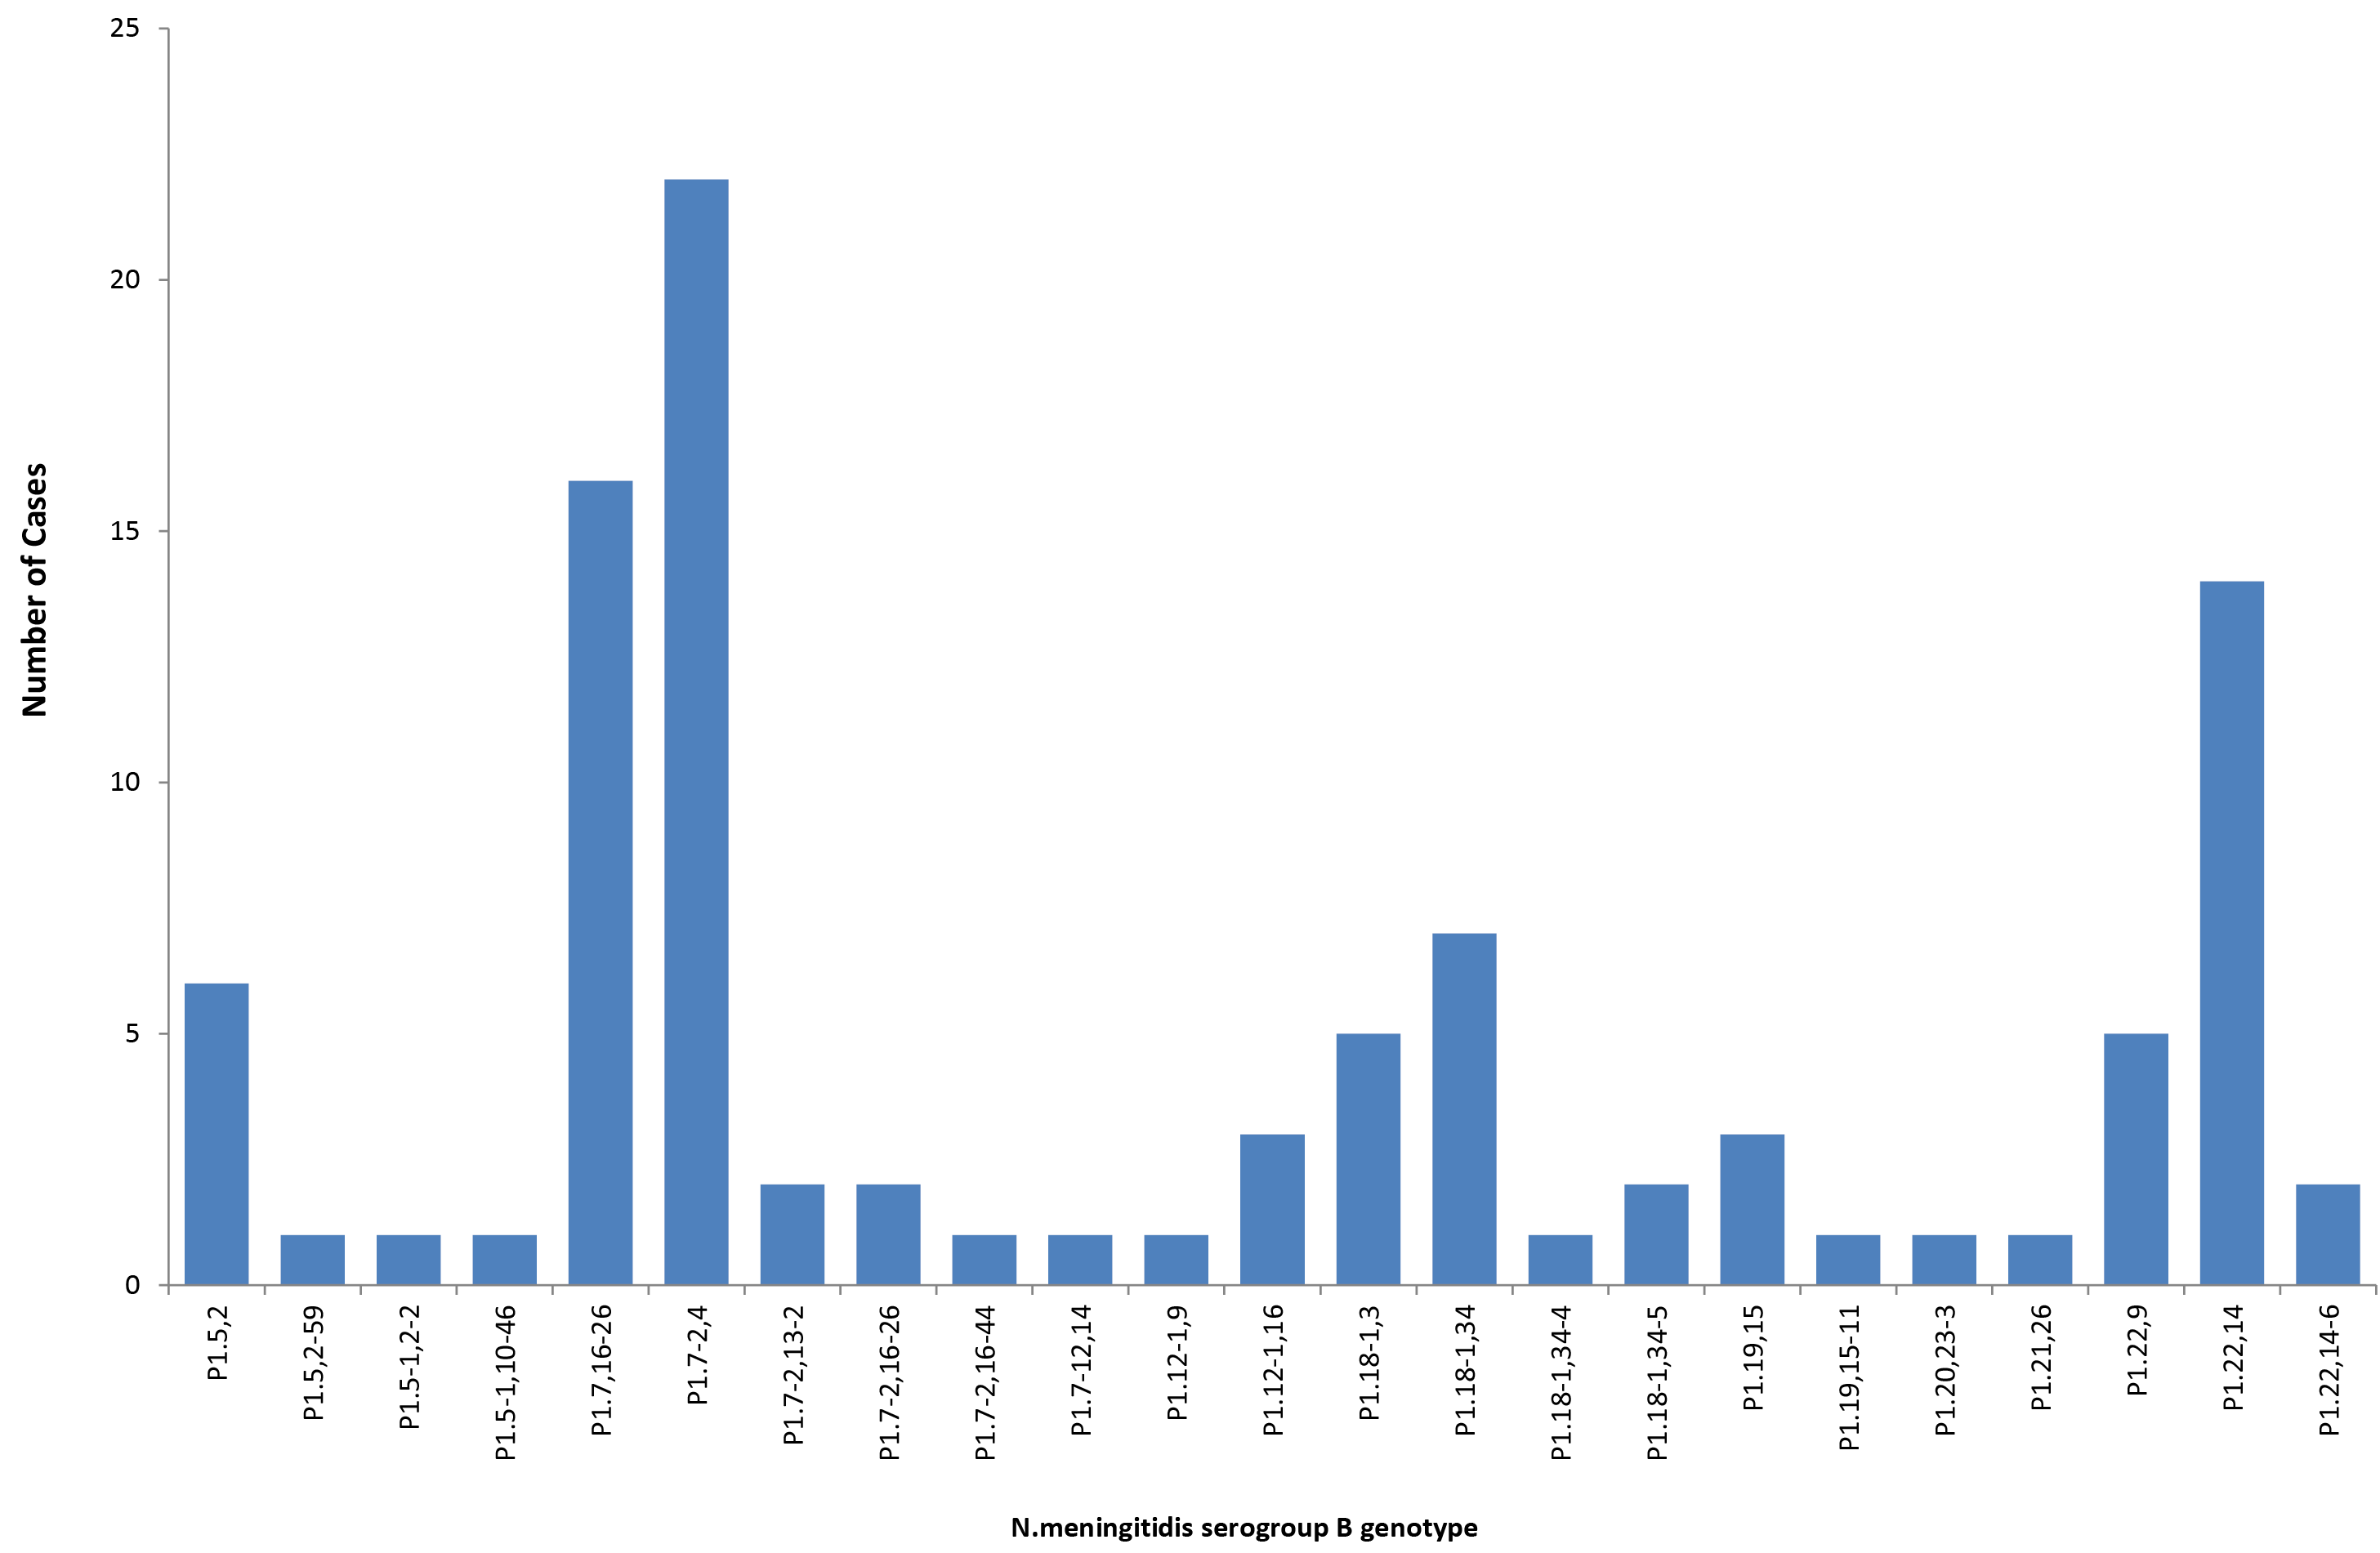 Number of Cases
25
20
15
10
5
0
P1.5,2
P1.5,2-59
P1.5-1,2-2
P1.5-1,10-46
P1.7,16-26
P1.7-2,4
P1.7-2,13-2
P1.7-2,16-26
P1.7-2,16-44
P1.7-12,14
P1.12-1,9
P1.12-1,16
P1.18-1,3
P1.18-1,34
P1.18-1,34-4
P1.18-1,34-5
P1.19,15
P1.19,15-11
P1.20,23-3
P1.21,26
P1.22,9
P1.22,14
P1.22,14-6
N.meningitidis serogroup B genotype